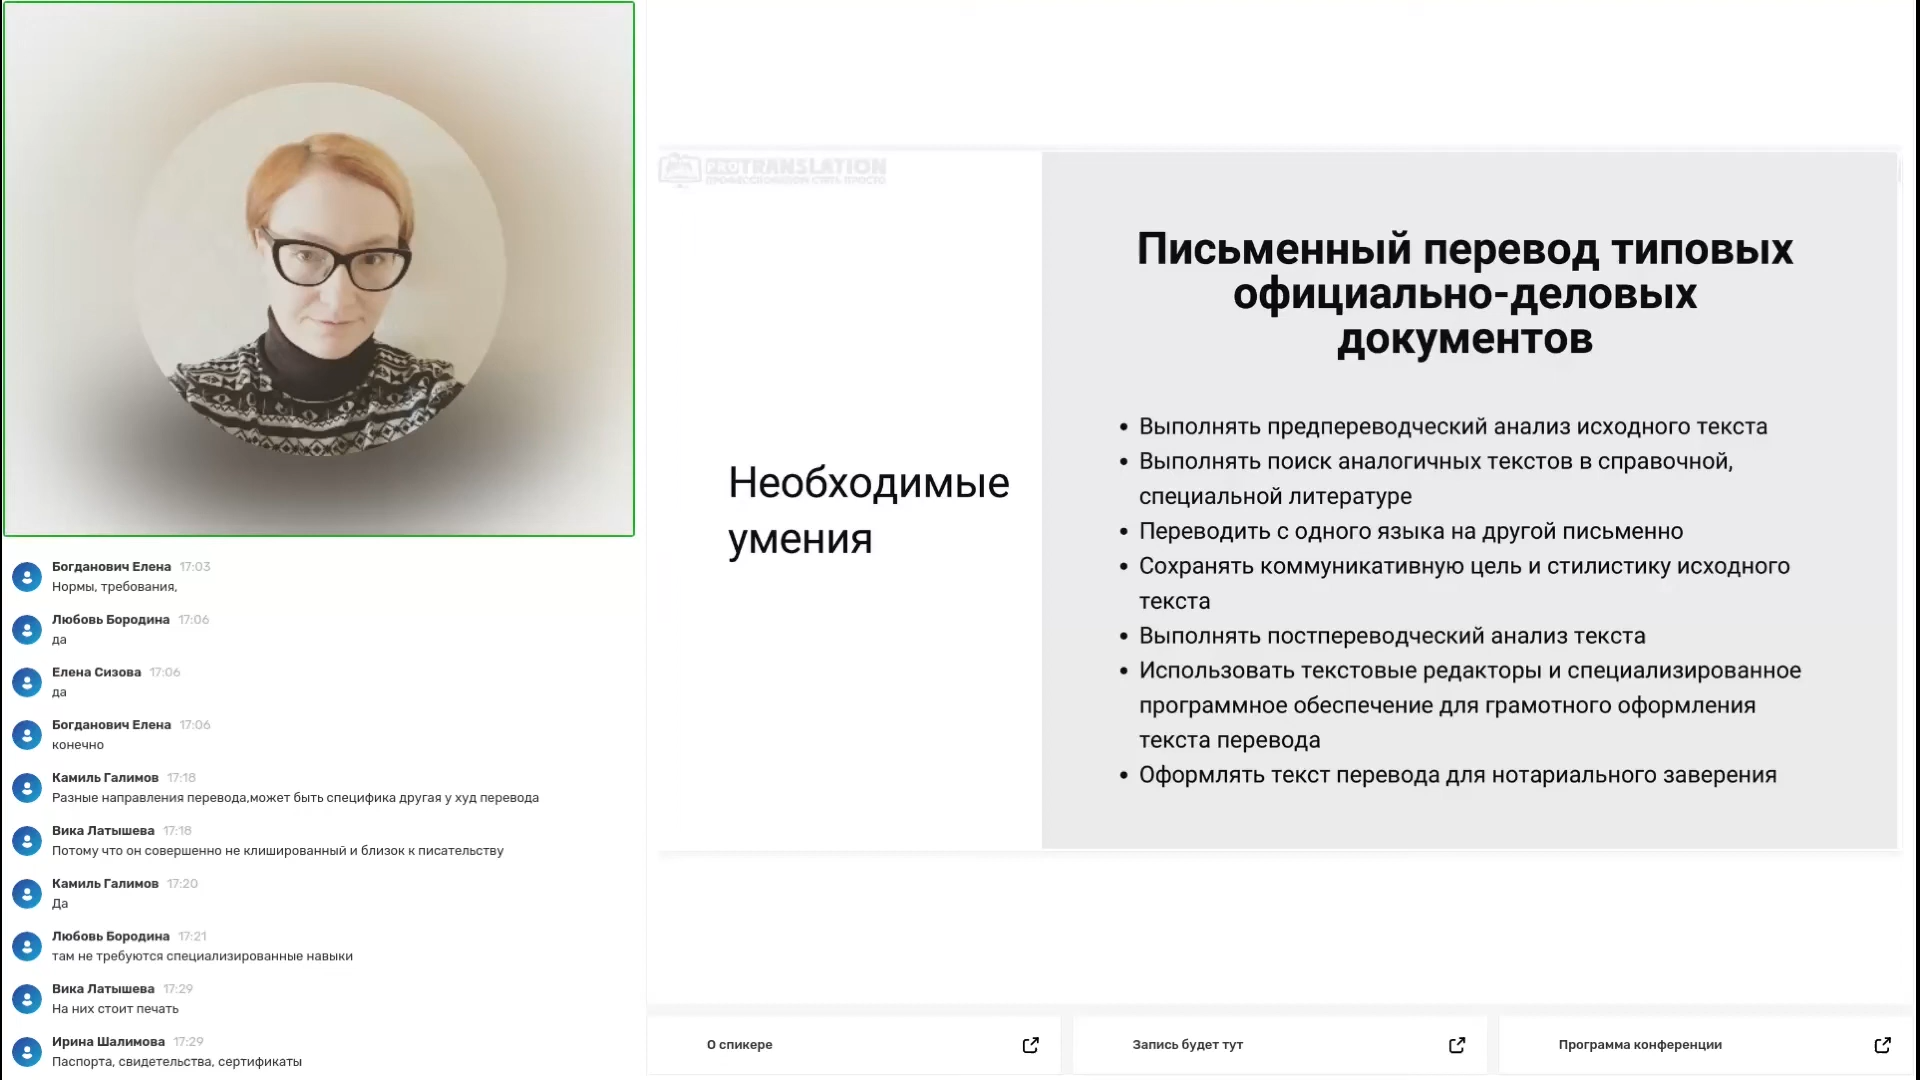 Богданович Елена 17:03
Нормы, требования,
Любовь Бородина 17:06
да
Елена Сизова 17:06
да
Богданович Елена 17:06
конечно
Камиль Галимов 17:18
Разные направления перевода,может быть специфика другая у худ перевода
Вика Латышева 17:18
Потому что он совершенно не клишированный и близок к писательству
Камиль Галимов 17:20
Да
Любовь Бородина 17:21
там не требуются специализированные навыки
Вика Латышева 17:29
На них стоит печать
Ирина Шалимова 17:29
Паспорта, свидетельства, сертификаты
PROTRANSLATION
ПРОФЕССИОНАЛОМ СТАТЬ ПРОСТО
Необходимые
умения
Письменный перевод типовых
официально-деловых
документов
• Выполнять предпереводческий анализ исходного текста
• Выполнять поиск аналогичных текстов в справочной,
специальной литературе
• Переводить с одного языка на другой письменно
• Сохранять коммуникативную цель и стилистику исходного
текста
• Выполнять постпереводческий анализ текста
• Использовать текстовые редакторы и специализированное
программное обеспечение для грамотного оформления
текста перевода
• Оформлять текст перевода для нотариального заверения
О спикере
Запись будет тут
Программа конференции